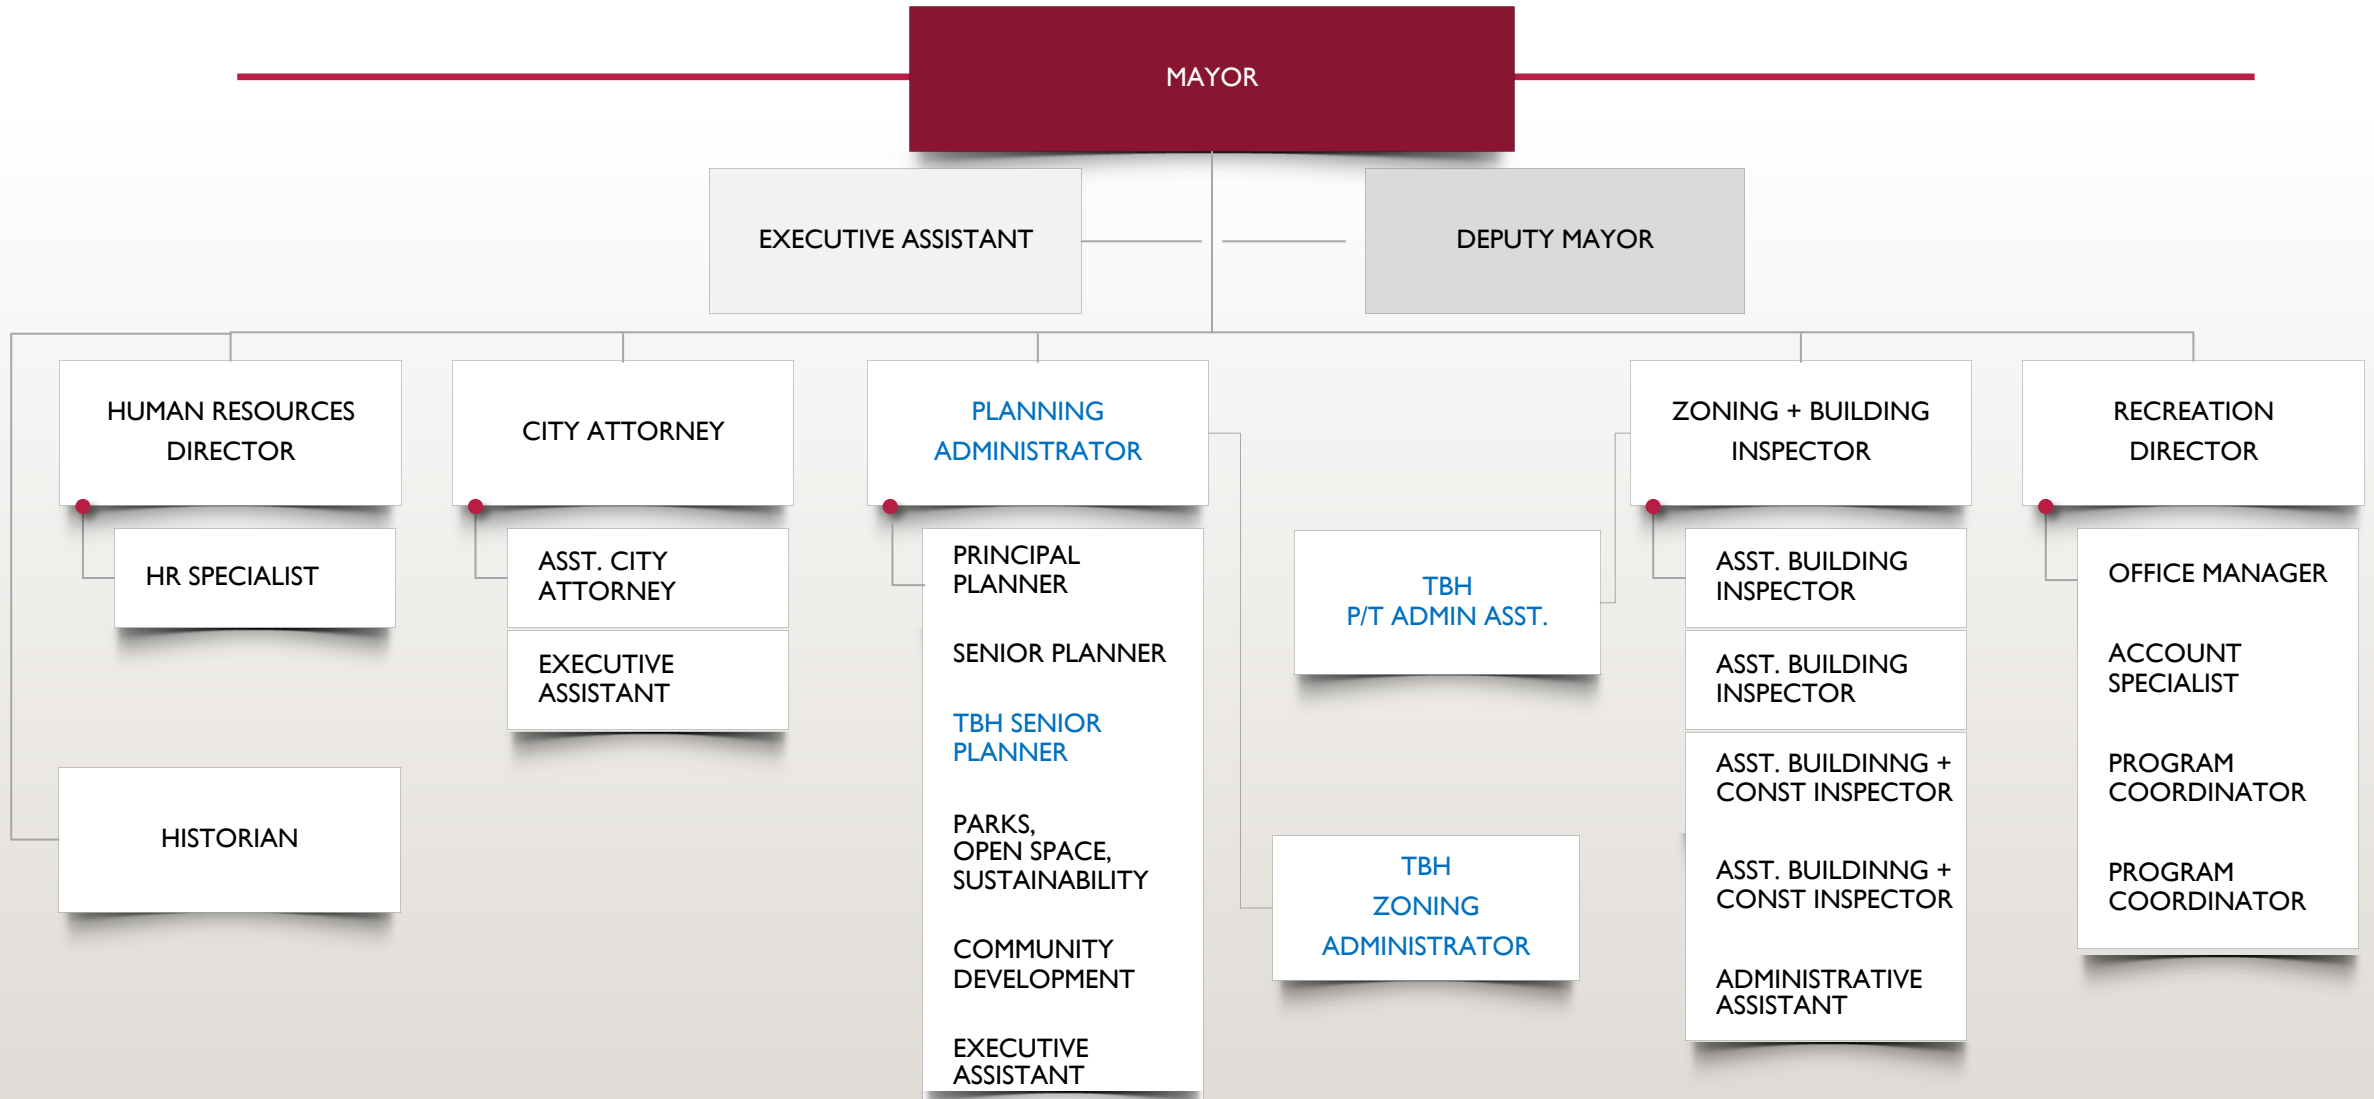 MAYOR
EXECUTIVE ASSISTANT
DEPUTY MAYOR
HUMAN RESOURCES
DIRECTOR
CITY ATTORNEY
PLANNING
ADMINISTRATOR
ZONING + BUILDING
INSPECTOR
RECREATION
DIRECTOR
HR SPECIALIST
HISTORIAN
ASST. CITY
ATTORNEY
EXECUTIVE
ASSISTANT
PRINCIPAL
PLANNER
SENIOR PLANNER
TBH SENIOR
PLANNER
PARKS,
OPEN SPACE,
SUSTAINABILITY
COMMUNITY
DEVELOPMENT
EXECUTIVE
ASSISTANT
TBH
P/T ADMIN ASST.
TBH
ZONING
ADMINISTRATOR
ASST. BUILDING
INSPECTOR
ASST. BUILDING
INSPECTOR
ASST. BUILDINNG +
CONST INSPECTOR
ASST. BUILDINNG +
CONST INSPECTOR
ADMINISTRATIVE
ASSISTANT
OFFICE MANAGER
ACCOUNT
SPECIALIST
PROGRAM
COORDINATOR
PROGRAM
COORDINATOR